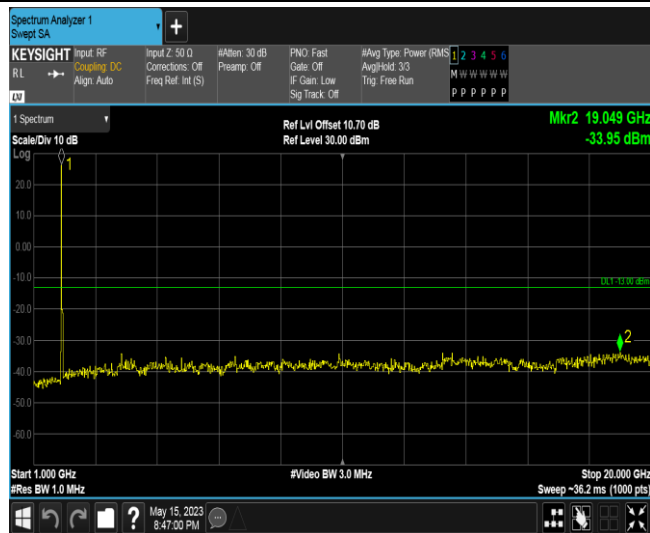 Spectrum Analyzer 1
Swept SA
+
KEYSIGHT
RL
LXI
Input: RF
Coupling: DC
Align: Auto
Input Z: 50 Ω
Corrections: Off
Freq Ref: Int (S)
#Atten: 30 dB
Preamp: Off
PNO: Fast
Gate: Off
IF Gain: Low
Sig Track: Off
#Avg Type: Power (RMS
Avg|Hold: 3/3
Trig: Free Run
1 2 3 4 5 6
M W W W W W
P P P P P P
1 Spectrum
Scale/Div 10 dB
Log
Ref Lvl Offset 10.70 dB
Ref Level 30.00 dBm
Mkr2 19.049 GHz
-33.95 dBm
1
20.0
10.0
0.00
-10.0
DL1 -13.00 dBm
-20.0
-30.0
2
-40.0
-50.0
-60.0
Start 1.000 GHz
#Res BW 1.0 MHz
#Video BW 3.0 MHz
Stop 20.000 GHz
Sweep ~36.2 ms (1000 pts)
?
May 15, 2023
8:47:00 PM